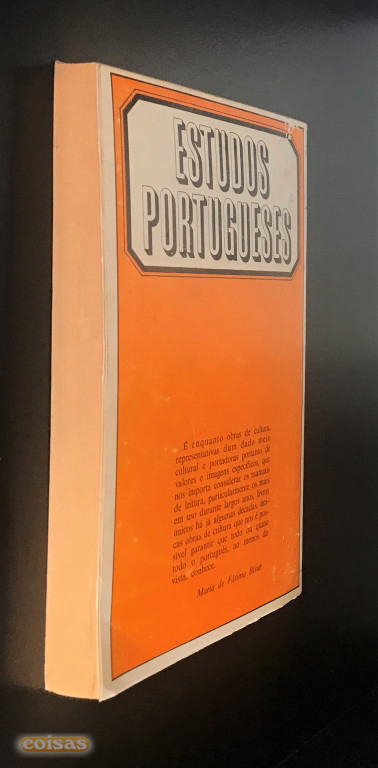 ESTUDOS
PORTUGUESES
É enquanto obras de cultura,
representativas dum dado meio
cultural e portadoras portanto de
valores e imagens específicos, que
nos importa considerar os manuais
de leitura, particularmente os mais
em uso durante largos anos, livros
únicos há já algumas décadas, úni-
cas obras de cultura que nos é pos-
sível garantir que todo ou quase
todo o português, ao menos de
vista, conhece.
Maria de Fátima Bivar
coisas